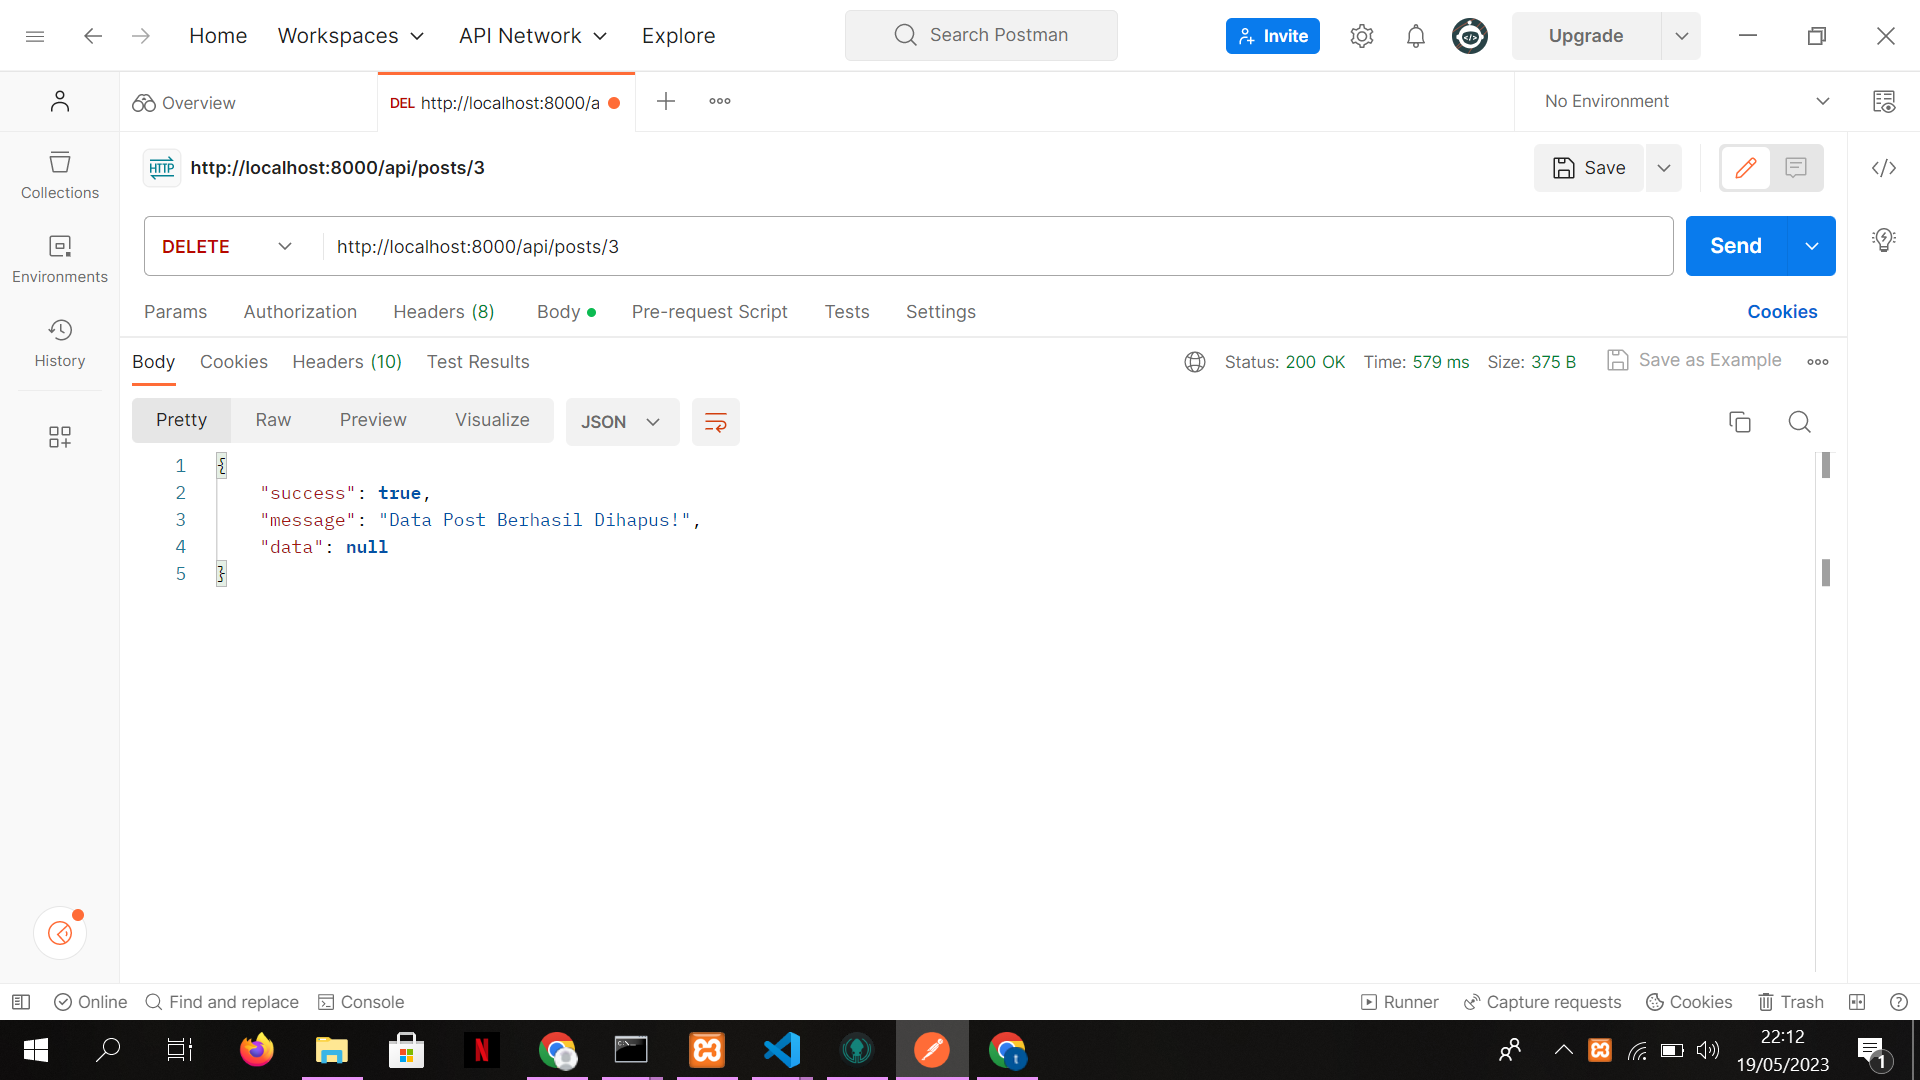 Home Workspaces API Network Explore Search Postman Invite Upgrade
Overview DEL http://localhost:8000/a No Environment
HTTP http://localhost:8000/api/posts/3 Save
Collections
Environments
History
DELETE http://localhost:8000/api/posts/3 Send
Params Authorization Headers (8) Body Pre-request Script Tests Settings Cookies
Body Cookies Headers (10) Test Results Status: 200 OK Time: 579 ms Size: 375 B Save as Example
Pretty Raw Preview Visualize JSON
1 {
2 "success": true,
3 "message": "Data Post Berhasil Dihapus!",
4 "data": null
5 }
Online Find and replace Console Runner Capture requests Cookies Trash
22:12
19/05/2023
1